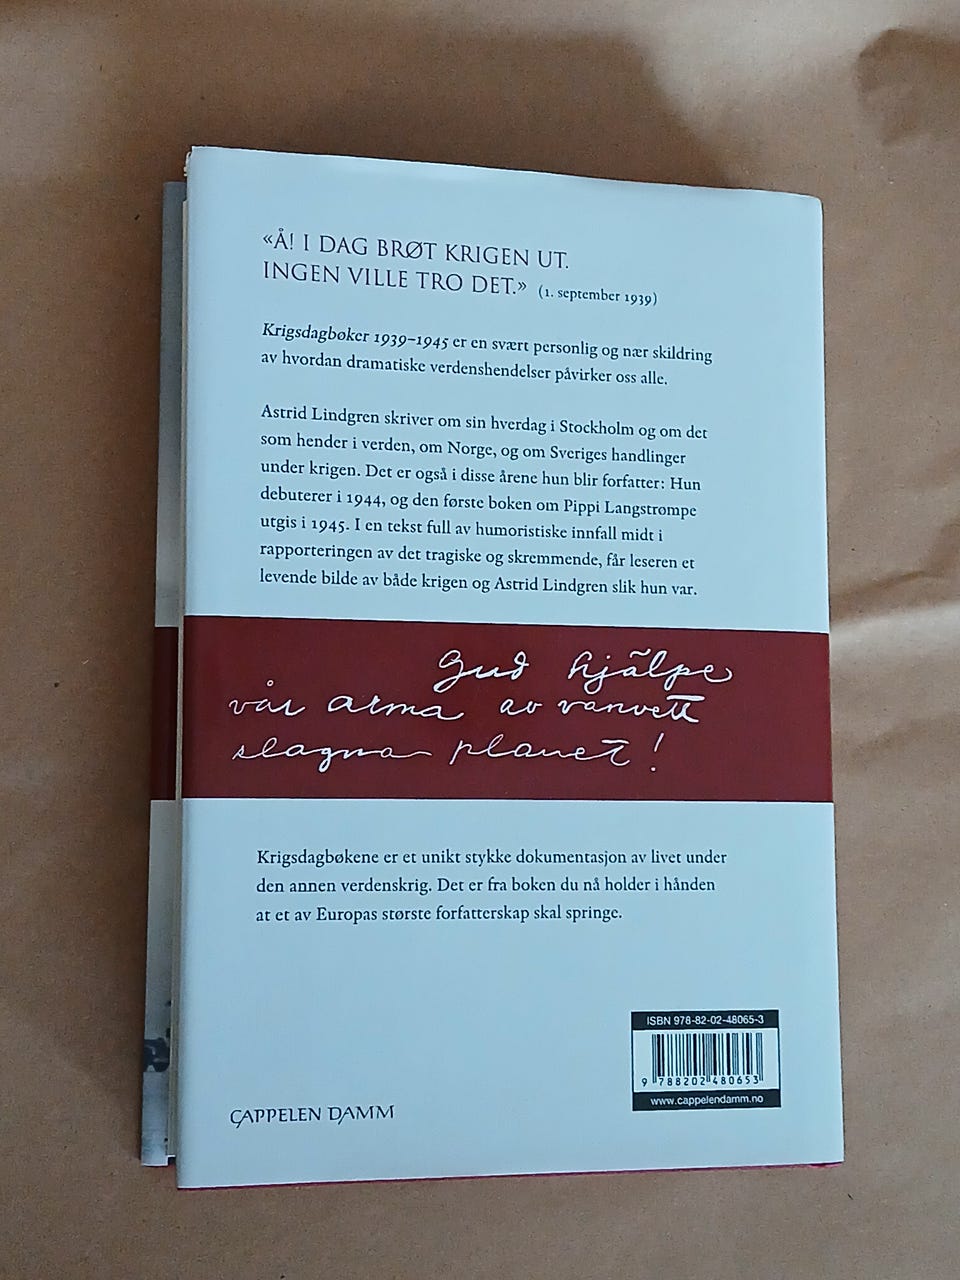 «Å! I DAG BRØT KRIGEN UT.
INGEN VILLE TRO DET.» (1. september 1939)
Krigsdagbøker 1939–1945 er en svært personlig og nær skildring
av hvordan dramatiske verdenshendelser påvirker oss alle.
Astrid Lindgren skriver om sin hverdag i Stockholm og om det
som hender i verden, om Norge, og om Sveriges handlinger
under krigen. Det er også i disse årene hun blir forfatter: Hun
debuterer i 1944, og den første boken om Pippi Langstrømpe
utgis i 1945. I en tekst full av humoristiske innfall midt i
rapporteringen av det tragiske og skremmende, får leseren et
levende bilde av både krigen og Astrid Lindgren slik hun var.
Gud hjälpe
vår arma av vanvett
slagna planet!
Krigsdagbøkene er et unikt stykke dokumentasjon av livet under
den annen verdenskrig. Det er fra boken du nå holder i hånden
at et av Europas største forfatterskap skal springe.
ISBN 978-82-02-48065-3
9 788202 480653
www.cappelendamm.no
CAPPELEN DAMM